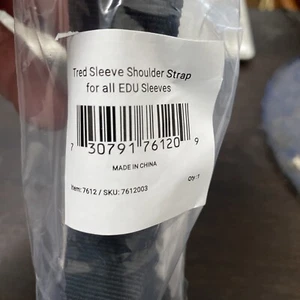 Tred Sleeve Shoulder Strap
for all EDU Sleeves
7 30791 76120 9
MADE IN CHINA
Item: 7612 / SKU: 7612003
Qty: 1